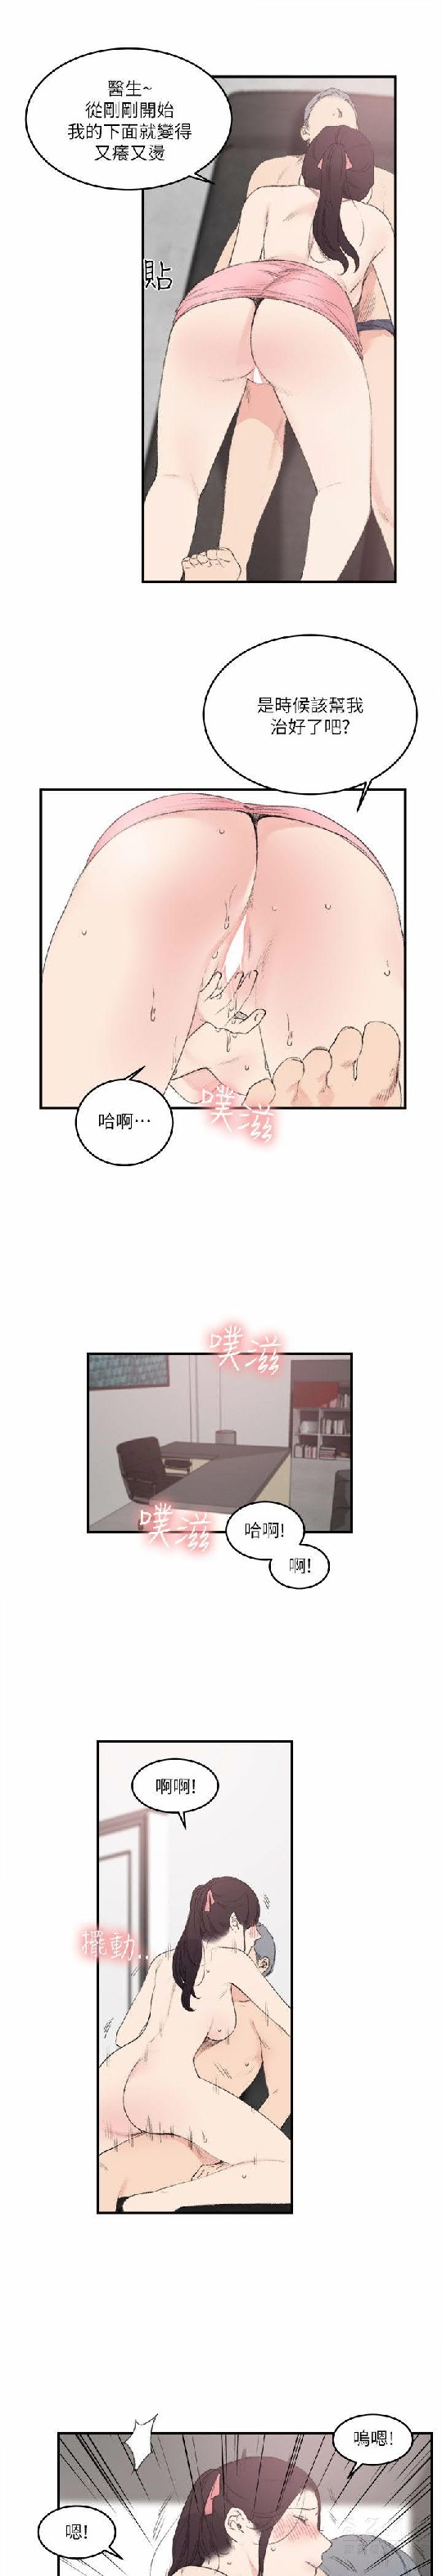 醫生~
從剛剛開始
我的下面就變得
又癢又燙
貼
是時候該幫我
治好了吧?
哈啊…
噗滋
噗滋
噗滋
哈啊!
啊!
啊啊!
擺動...
嗚嗯!
嗯!